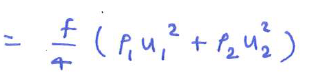 = f/4 (ρ₁u₁² + ρ₂u₂²)